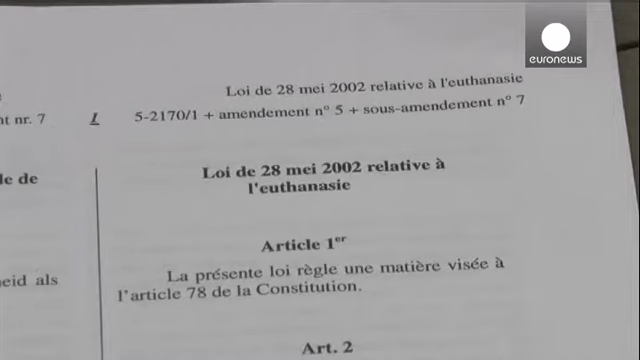 euronews
Loi de 28 mei 2002 relative à l'euthanasie
nt nr. 7 1 5-2170/1 + amendement n° 5 + sous-amendement n° 7
le de
Loi de 28 mei 2002 relative à
l'euthanasie
Article 1er
La présente loi règle une matière visée à
eid als
l'article 78 de la Constitution.
Art. 2